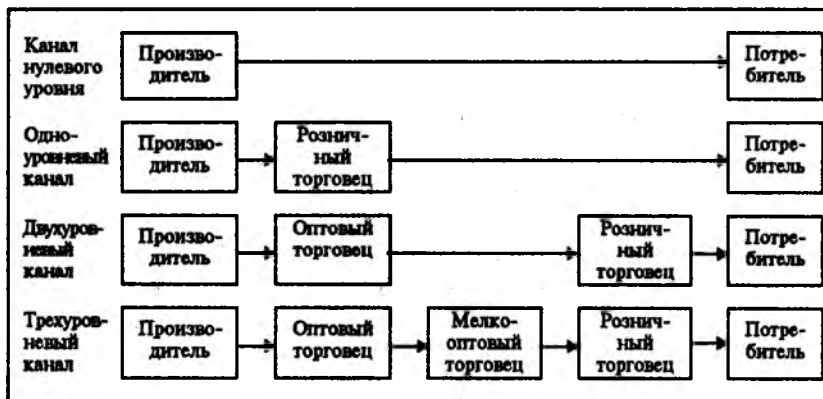 Канал
нулевого
уровня
Произво-
дитель
Потре-
битель
Одно-
уровневый
канал
Произво-
дитель
Рознич-
ный
торговец
Потре-
битель
Двухуров-
невый
канал
Произво-
дитель
Оптовый
торговец
Рознич-
ный
торговец
Потре-
битель
Трехуров-
невый
канал
Произво-
дитель
Оптовый
торговец
Мелко-
оптовый
торговец
Рознич-
ный
торговец
Потре-
битель